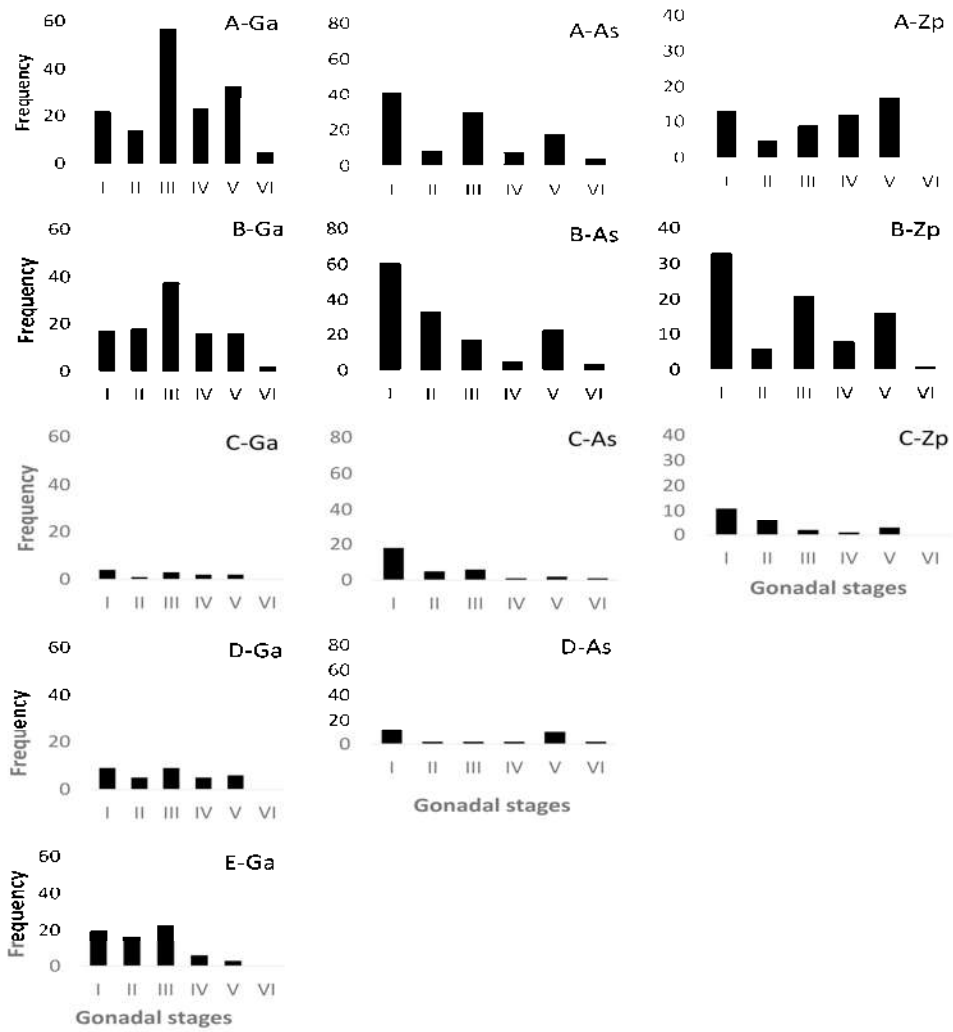 A-Ga
60
40
20
0
Frequency
I II III IV V VI
A-As
80
60
40
20
0
I II III IV V VI
A-Zp
40
30
20
10
0
I II III IV V VI
B-Ga
60
40
20
0
Frequency
I II III IV V VI
B-As
80
60
40
20
0
I II III IV V VI
B-Zp
40
30
20
10
0
I II III IV V VI
C-Ga
60
40
20
0
Frequency
I II III IV V VI
C-As
80
60
40
20
0
I II III IV V VI
C-Zp
40
30
20
10
0
I II III IV V VI
Gonadal stages
D-Ga
60
40
20
0
Frequency
I II III IV V VI
D-As
80
60
40
20
0
I II III IV V VI
Gonadal stages
E-Ga
60
40
20
0
Frequency
I II III IV V VI
Gonadal stages